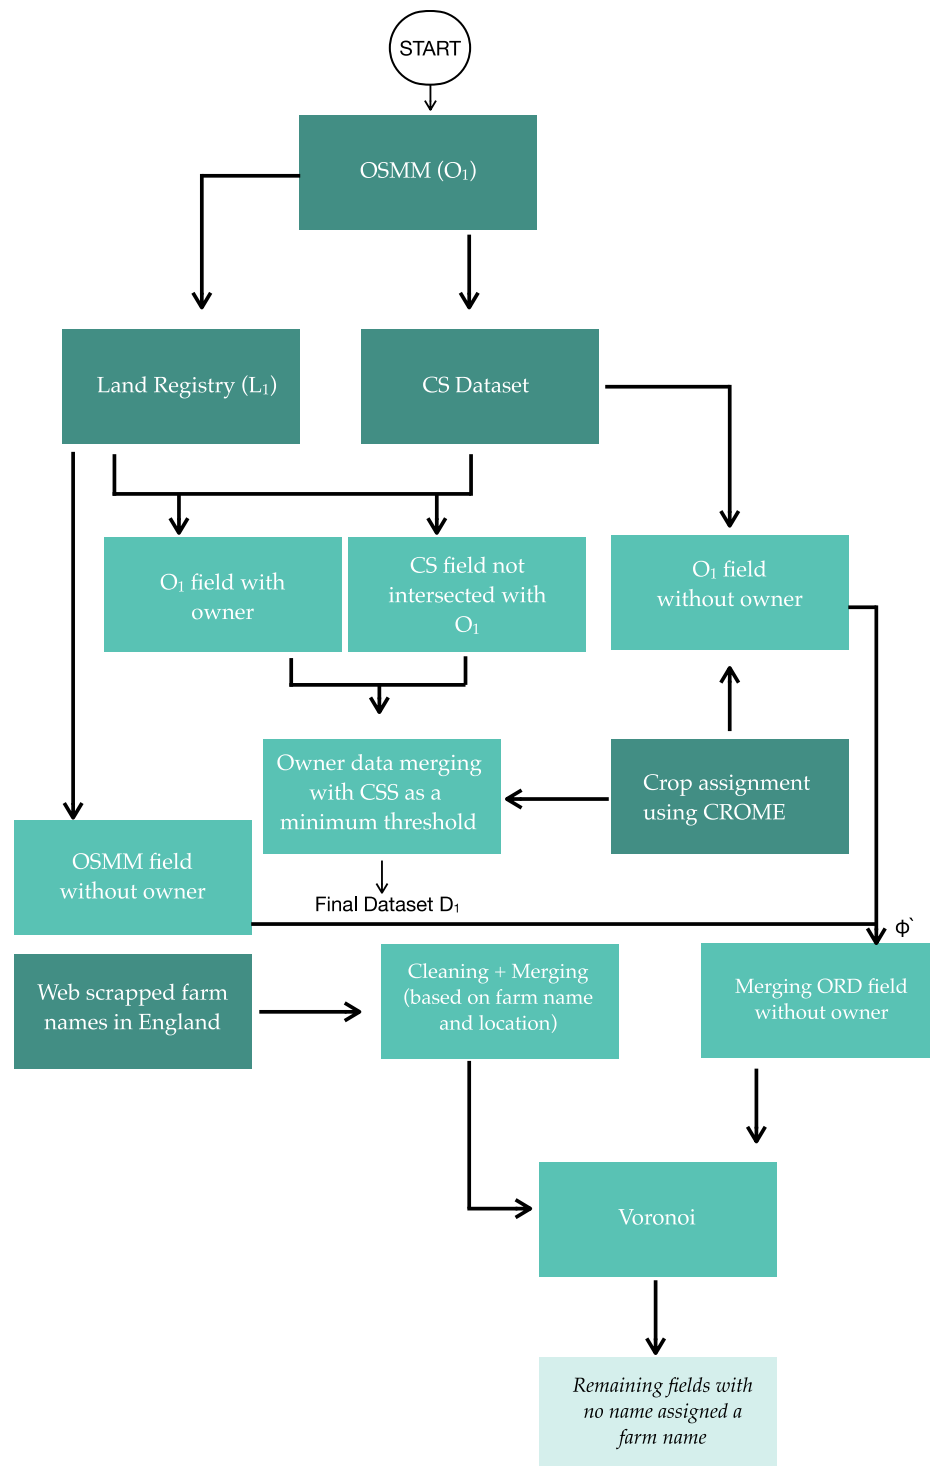 START
OSMM (O₁)
Land Registry (L₁)
CS Dataset
O₁ field with
owner
CS field not
intersected with
O₁
O₁ field
without owner
Owner data merging
with CSS as a
minimum threshold
Crop assignment
using CROME
OSMM field
without owner
Final Dataset D₁
ϕ`
Web scrapped farm
names in England
Cleaning + Merging
(based on farm name
and location)
Merging ORD field
without owner
Voronoi
Remaining fields with
no name assigned a
farm name